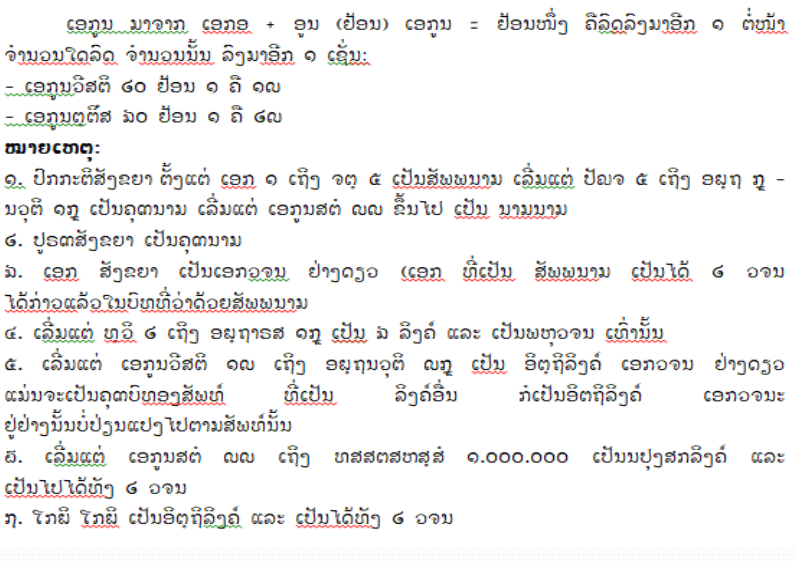 ເອກູນ ມາຈາກ ເອກອ + ອູນ (ຢ້ອນ) ເອກູນ = ຢ້ອນໜຶ່ງ ຄືລົດລົງມາອີກ ໑ ຕໍ່ໜ້າ
ຈຳນວນໃດລົດ ຈຳນວນນັ້ນ ລົງມາອີກ ໑ ເຊັ່ນ:
- ເອກູນວີສຕິ ໒໐ ຢ້ອນ ໑ ຄື ໑໙
- ເອກູນຕຼຕິໍສ ໓໐ ຢ້ອນ ໑ ຄື ໒໙
ໝາຍເຫຕຸ:
໑. ປົກກະຕິສັງຂຍາ ຕັ້ງແຕ່ ເອກ ໑ ເຖິງ ຈຕຸ ໔ ເປັນສັພພນາມ ເລີ່ມແຕ່ ປັຎຈ ໕ ເຖິງ ອຏ຺ຐ ໘ -
ນວຸຕິ ໑໘ ເປັນຄຸຓນາມ ເລີ່ມແຕ່ ເອກູນສຕໍ ໙໙ ຂຶ້ນໄປ ເປັນ ນາມນາມ
໒. ປູຣຓສັງຂຍາ ເປັນຄຸຓນາມ
໓. ເອກ ສັງຂຍາ ເປັນເອກວຈນ ຢ່າງດຽວ (ເອກ ທີ່ເປັນ ສັພພນາມ ເປັນໄດ້ ໒ ວຈນ
ໄດ້ກ່າວແລ້ວໃນບົທທີ່ວ່າດ້ວຍສັພພນາມ
໔. ເລີ່ມແຕ່ ທ຺ວິ ໒ ເຖິງ ອຏ຺ຐາຣສ ໑໘ ເປັນ ໓ ລິງຄ໌ ແລະ ເປັນພຫຸວຈນ ເທົ່ານັ້ນ
໕. ເລີ່ມແຕ່ ເອກູນວີສຕິ ໑໙ ເຖິງ ອຏ຺ຐນວຸຕິ ໙໘ ເປັນ ອິຕ຺ຖິລິງຄ໌ ເອກວຈນ ຢ່າງດຽວ
ແມ່ນຈະເປັນຄຸຓບົທອງສັພທ໌ ທີ່ເປັນ ລິງຄ໌ອື່ນ ກໍເປັນອິຕຖິລິງຄ໌ ເອກວຈນະ
ຢູ່ຢ່າງນັ້ນບໍ່ປ່ຽນແປງໄປຕາມສັພທ໌ນັ້ນ
໖. ເລີ່ມແຕ່ ເອກູນສຕໍ ໙໙ ເຖິງ ທສສຕສຫສ຺ສໍ ໑.໐໐໐.໐໐໐ ເປັນນປຸງສກລິງຄ໌ ແລະ
ເປັນໄປໄດ້ທັງ ໒ ວຈນ
໗. ໂກຏິ ໂກຏິ ເປັນອິຕ຺ຖິລິງຄ໌ ແລະ ເປັນໄດ້ທັງ ໒ ວຈນ